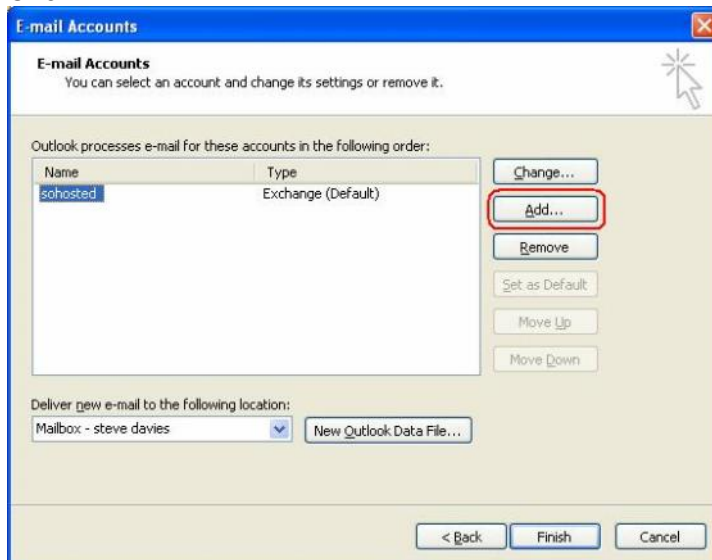 E-mail Accounts
E-mail Accounts
You can select an account and change its settings or remove it.
Outlook processes e-mail for these accounts in the following order:
Name Type
sohosted Exchange (Default)
Change...
Add...
Remove
Set as Default
Move Up
Move Down
Deliver new e-mail to the following location:
Mailbox - steve davies New Outlook Data File...
< Back Finish Cancel